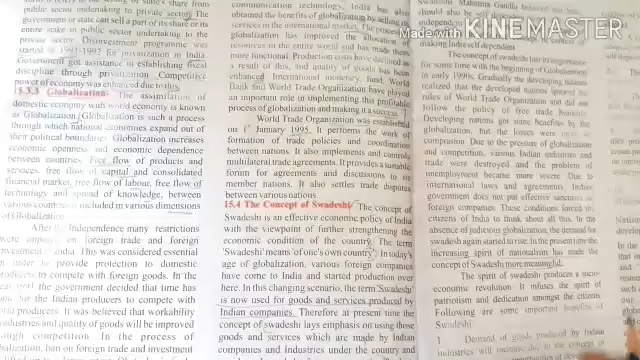 public sector undertaking to private sector. The
government or state can sell a part of its share or its
entire stake in public sector undertaking to the
private sector. Disinvestment programme was
started in 1991-1992 for privatization in India.
Government got assistance in establishing fiscal
discipline through privatization. Competitive
power of economy was enhanced due to this.
15.3.3 Globalization- The assimilation of
domestic economy with word economy is known
as Globalization. Globalization is such a process
through which national economies expand out of
their political boundaries. Globalization increases
economic openness and economic dependence
between countries. Free flow of products and
services, free flow of capital and consolidated
financial market, free flow of labour, free flow of
technology and spread of knowledge, between
various countries is included in various dimensions
of Globalization.
After Independence many restrictions
were on foreign trade and foreign
investment India. This was considered essential
in order to provide protection to domestic
producers to compete with foreign goods. In the
the government decided that time has
for the Indian producers to compete with
producers. It was believed that workability
industries and quality of goods will be improved
through competition. In the process of
globalization, ban on foreign trade and investment
communication technology, India has also
obtained the benefits of globalization by selling
services in the international market. The process
globalization has improved the allocation
resources in the entire world and has made them
more functional. Production costs have declined as
a result of this, and quality of goods has been
enhanced. International monetary, fund, World
Bank and World Trade Organization have played
an important role in implementing this profitable
process of globalization and making it a success.
World Trade Organization was established
on 1st January 1995. It performs the work of
formation of trade policies and coordination
between nations. It also implements and controls
multilateral trade agreements. It provides a suitable
forum for agreements and discussions to its
member nations. It also settles trade disputes
between various nations.
15.4 The Concept of Swadeshi The concept of
Swadeshi is an effective economic policy of India
with the viewpoint of further strengthening the
economic condition of the country. The term
'Swadeshi' means 'of one's own country'. In today's
age of globalization, various foreign companies
have come to India and started production over
here. In this changing scenario, the term 'Swadeshi'
is now used for goods and services produced by
Indian companies. Therefore at present time the
concept of swadeshi lays emphasis on using those
goods and services which are made by Indian
companies and industries under the country and
Mahatma Gandhi
should also be
independent
making India self dependent
The concept of swadeshi lost its importance
for some time with the beginning of Globalization
in early 1990s. Gradually the developing nations
realized that the developed nations ignored the
rules of World Trade Organization and did not
follow the policy of free trade honestly.
Developing nations got some benefits by the
globalization, but the losses were more in
comparison. Due to the pressure of globalization
and competition, various Indian industries and
trade were destroyed and the problem of
unemployment became more severe. Due to
international laws and agreements, Indian
government does not put effective sanctions on
foreign companies. These conditions forced the
citizens of India to think about all this. In the
absence of judicious globalization, the demand for
swadeshi again started to rise. In the present time the
increasing spirit of nationalism has made the
concept of Swadeshi more meaningful.
The spirit of swadeshi produces a socio-
economic revolution. It infuses the spirit of
patriotism and dedication amongst the citizens.
Following are some important benefits of
Swadeshi
Demand of goods produced by Indian
industries will increase due to the concept of
Made with KINEMASTER